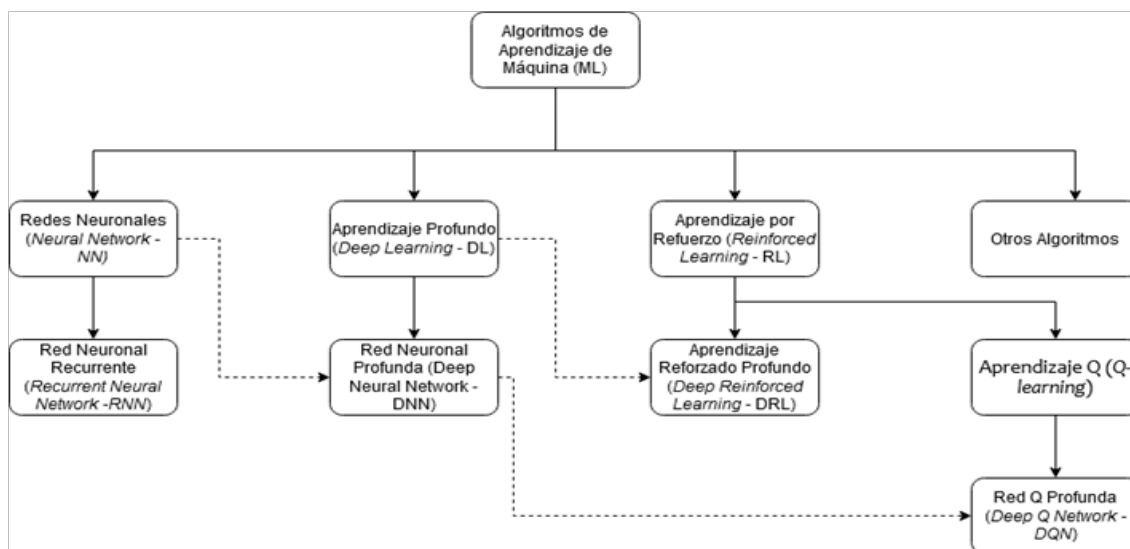 Algoritmos de
Aprendizaje de
Máquina (ML)
Redes Neuronales
(Neural Network -
NN)
Aprendizaje Profundo
(Deep Learning - DL)
Aprendizaje por
Refuerzo (Reinforced
Learning - RL)
Otros Algoritmos
Red Neuronal
Recurrente
(Recurrent Neural
Network -RNN)
Red Neuronal
Profunda (Deep
Neural Network -
DNN)
Aprendizaje
Reforzado Profundo
(Deep Reinforced
Learning - DRL)
Aprendizaje Q (Q-
learning)
Red Q Profunda
(Deep Q Network -
DQN)